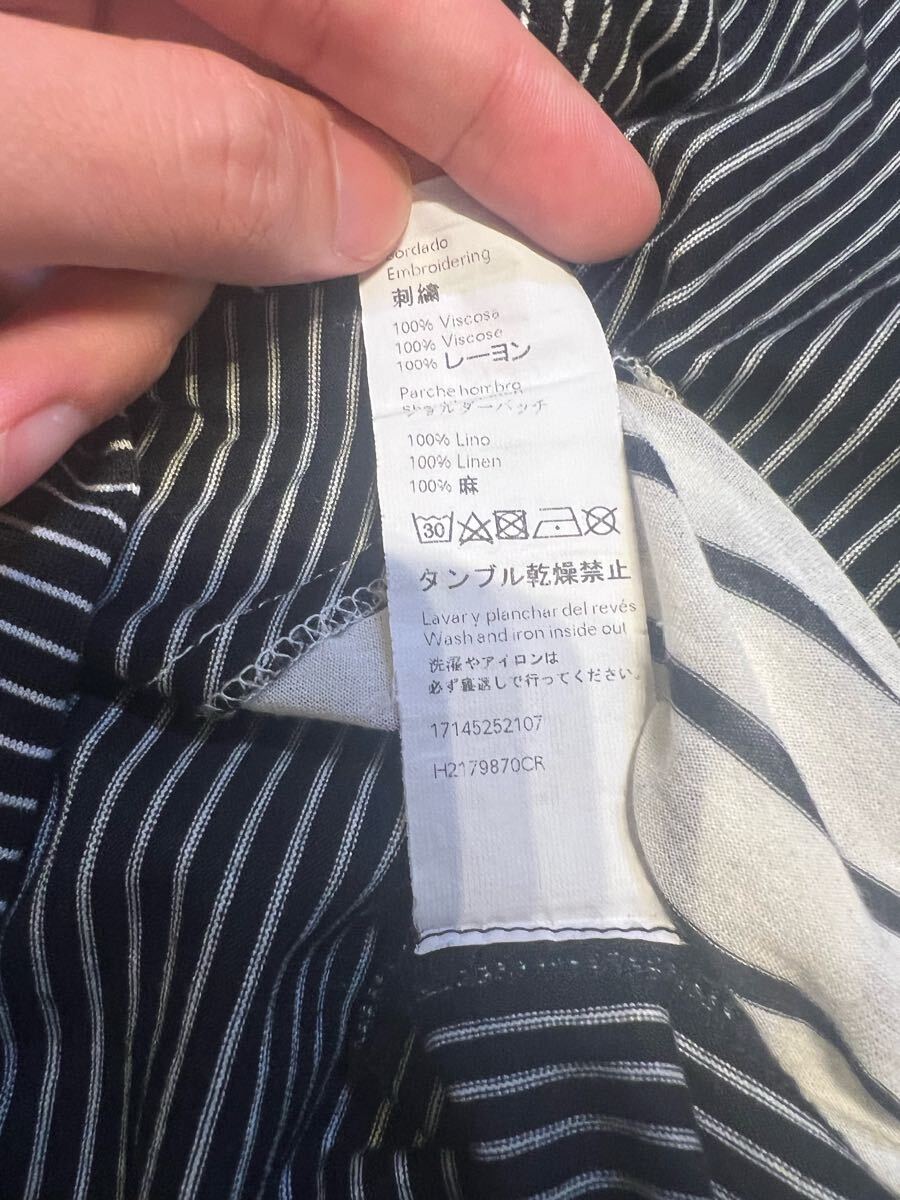 Bordado
Embroidering
刺繍
100% Viscosa
100% Viscose
100% レーヨン
Parche hombro
ショルダーパッチ
100% Lino
100% Linen
100% 麻
30
タンブル乾燥禁止
Lavar y planchar del revés
Wash and iron inside out
洗濯やアイロンは
必ず裏返しで行ってください。
17145252107
H2179870CR